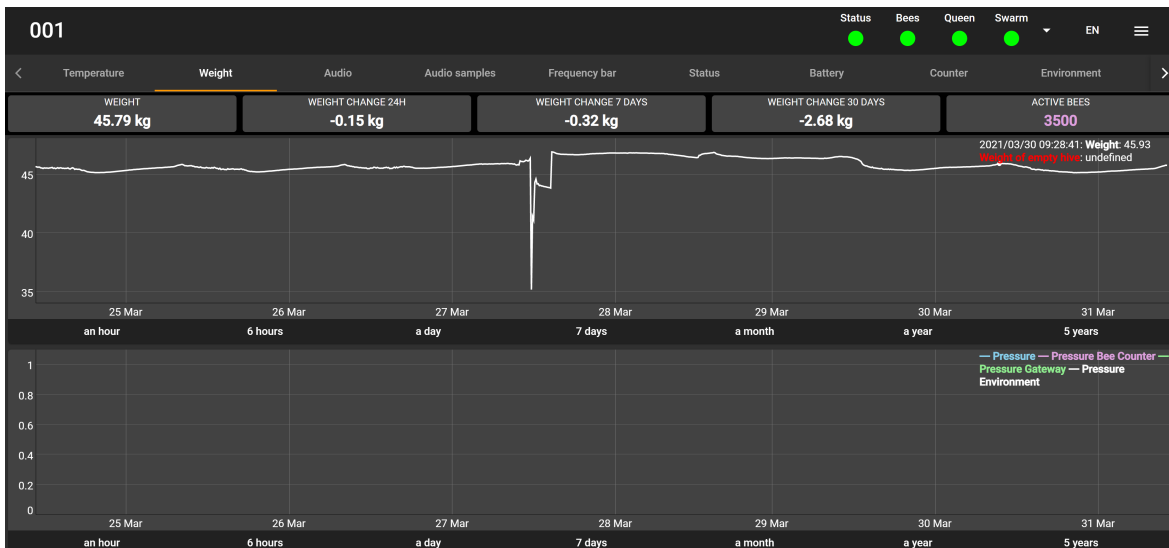 001
Status Bees Queen Swarm
EN
Temperature Weight Audio Audio samples Frequency bar Status Battery Counter Environment
WEIGHT WEIGHT CHANGE 24H WEIGHT CHANGE 7 DAYS WEIGHT CHANGE 30 DAYS ACTIVE BEES
45.79 kg -0.15 kg -0.32 kg -2.68 kg 3500
2021/03/30 09:28:41: Weight: 45.93
Weight of empty hive: undefined
45
40
35
25 Mar 26 Mar 27 Mar 28 Mar 29 Mar 30 Mar 31 Mar
an hour 6 hours a day 7 days a month a year 5 years
— Pressure — Pressure Bee Counter —
Pressure Gateway — Pressure
Environment
1
0.8
0.6
0.4
0.2
0
25 Mar 26 Mar 27 Mar 28 Mar 29 Mar 30 Mar 31 Mar
an hour 6 hours a day 7 days a month a year 5 years